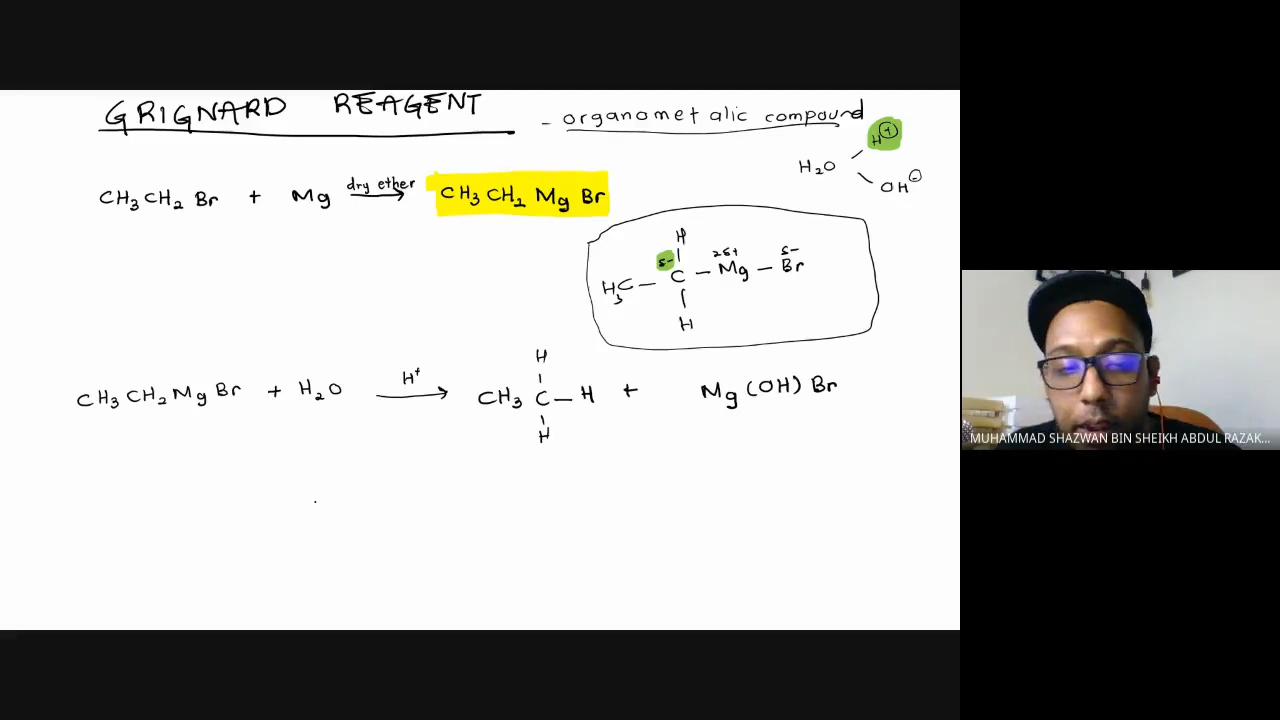 GRIGNARD REAGENT
- organometalic compound
H₂O
H⊕
OH⊖
CH₃CH₂Br + Mg dry ether → CH₃CH₂MgBr
H
δ- 2δ+ δ-
H₃C — C — Mg — Br
H
H
CH₃CH₂MgBr + H₂O H⁺ → CH₃ C — H + Mg(OH)Br
H
MUHAMMAD SHAZWAN BIN SHEIKH ABDUL RAZAK...